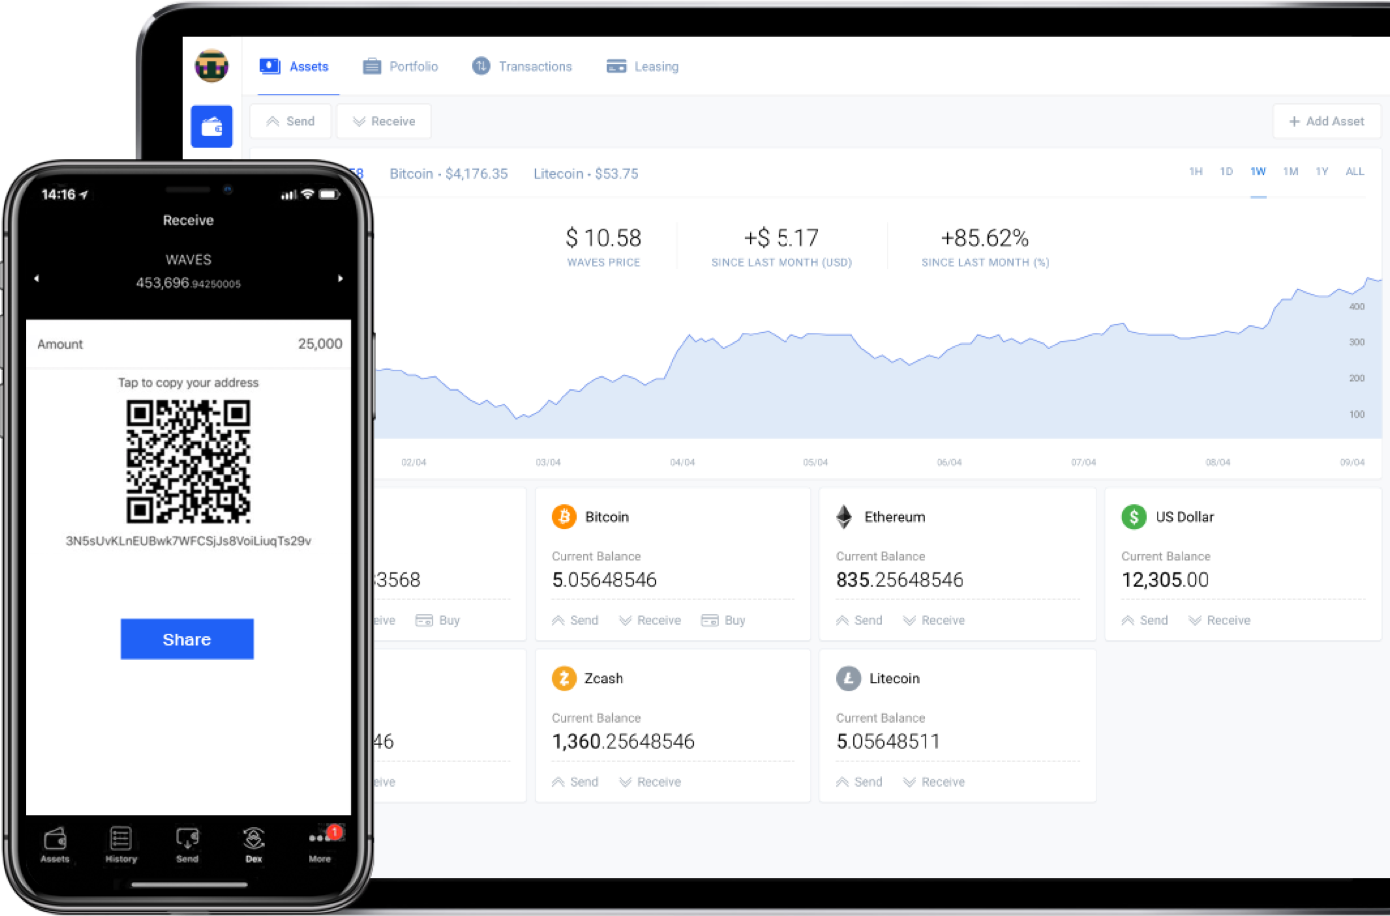 Assets
Portfolio
Transactions
Leasing
Send
Receive
+ Add Asset
58
Bitcoin - $4,176.35
Litecoin - $53.75
1H
1D
1W
1M
1Y
ALL
$ 10.58
WAVES PRICE
+$ 5.17
SINCE LAST MONTH (USD)
+85.62%
SINCE LAST MONTH (%)
400
300
200
100
02/04
03/04
04/04
05/04
06/04
07/04
08/04
09/04
3568
eive
Buy
Bitcoin
Current Balance
5.05648546
Send
Receive
Buy
Ethereum
Current Balance
835.25648546
Send
Receive
US Dollar
Current Balance
12,305.00
Send
Receive
46
eive
Zcash
Current Balance
1,360.25648546
Send
Receive
Litecoin
Current Balance
5.05648511
Send
Receive
14:16
Receive
WAVES
453,696.94250005
Amount
25,000
Tap to copy your address
3N5sUvKLnEUBwk7WFCSjJs8VoiLiuqTs29v
Share
1
Assets
History
Send
Dex
More